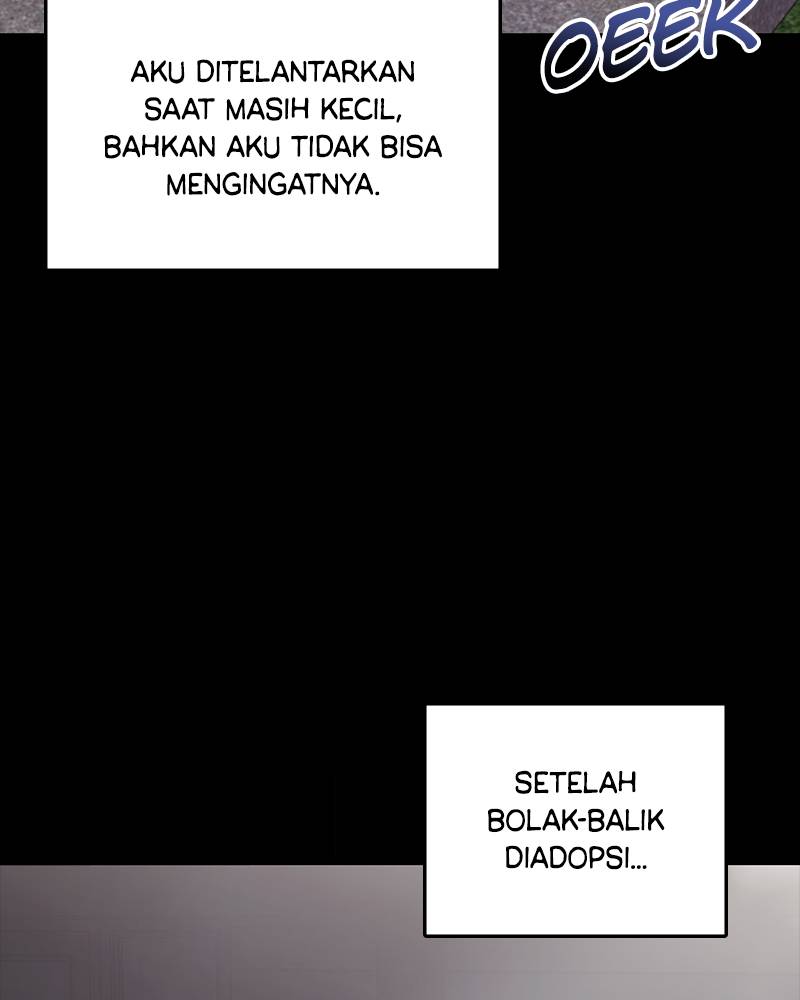 OEEK
AKU DITELANTARKAN
SAAT MASIH KECIL,
BAHKAN AKU TIDAK BISA
MENGINGATNYA.
SETELAH
BOLAK-BALIK
DIADOPSI...